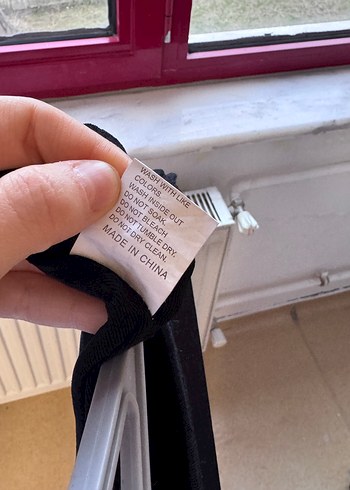 WASH WITH LIKE
COLORS.
WASH INSIDE OUT
DO NOT SOAK.
DO NOT BLEACH
DO NOT TUMBLE DRY.
DO NOT DRY CLEAN.
MADE IN CHINA